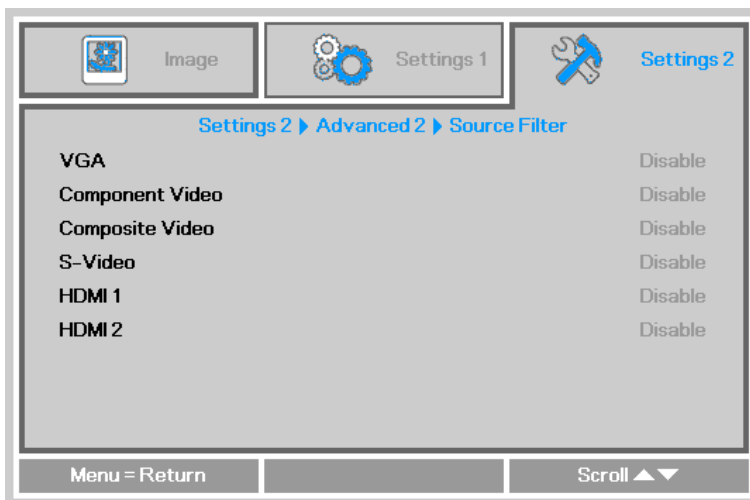 Image
Settings 1
Settings 2
Settings 2 ▶ Advanced 2 ▶ Source Filter
VGA Disable
Component Video Disable
Composite Video Disable
S-Video Disable
HDMI 1 Disable
HDMI 2 Disable
Menu = Return
Scroll ▲▼